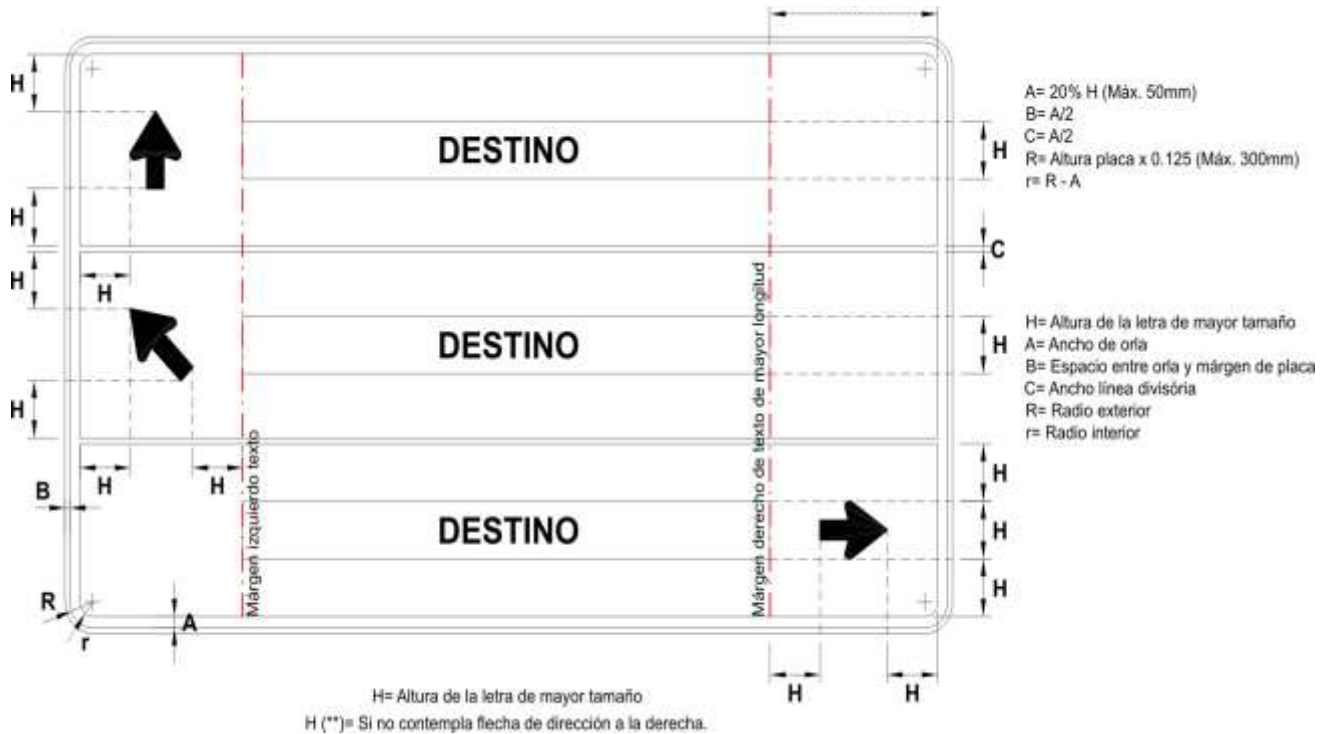 H
DESTINO
H
A= 20% H (Máx. 50mm)
B= A/2
C= A/2
R= Altura placa x 0.125 (Máx. 300mm)
r= R - A
H
C
H
H
DESTINO
H
H= Altura de la letra de mayor tamaño
A= Ancho de orla
B= Espacio entre orla y márgen de placa
C= Ancho línea divisória
R= Radio exterior
r= Radio interior
H
Márgen izquierdo texto
Márgen derecho de texto de mayor longitud
H
H
H
B
DESTINO
H
H
R
r
A
H
H
H= Altura de la letra de mayor tamaño
H (**)= Si no contempla flecha de dirección a la derecha.